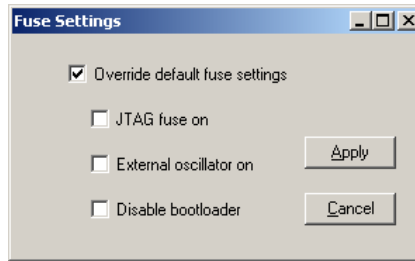 Fuse Settings
Override default fuse settings
JTAG fuse on
Apply
External oscillator on
Disable bootloader
Cancel